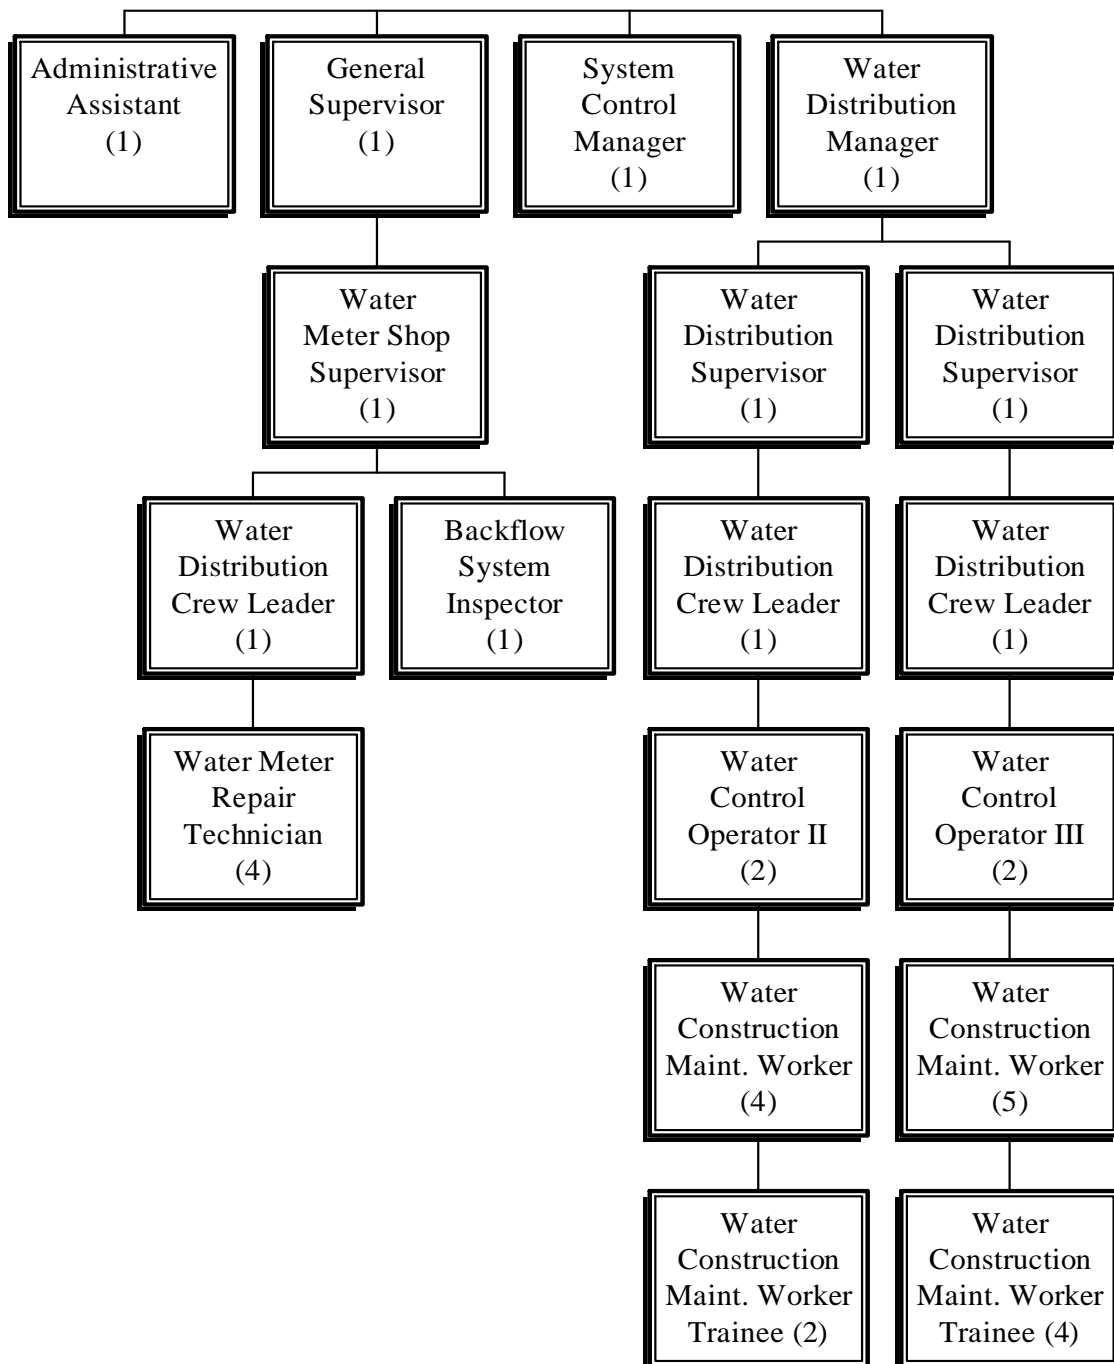 Administrative
Assistant
(1)
General
Supervisor
(1)
System
Control
Manager
(1)
Water
Distribution
Manager
(1)
Water
Meter Shop
Supervisor
(1)
Water
Distribution
Supervisor
(1)
Water
Distribution
Supervisor
(1)
Water
Distribution
Crew Leader
(1)
Backflow
System
Inspector
(1)
Water
Distribution
Crew Leader
(1)
Water
Distribution
Crew Leader
(1)
Water Meter
Repair
Technician
(4)
Water
Control
Operator II
(2)
Water
Control
Operator III
(2)
Water
Construction
Maint. Worker
(4)
Water
Construction
Maint. Worker
(5)
Water
Construction
Maint. Worker
Trainee (2)
Water
Construction
Maint. Worker
Trainee (4)